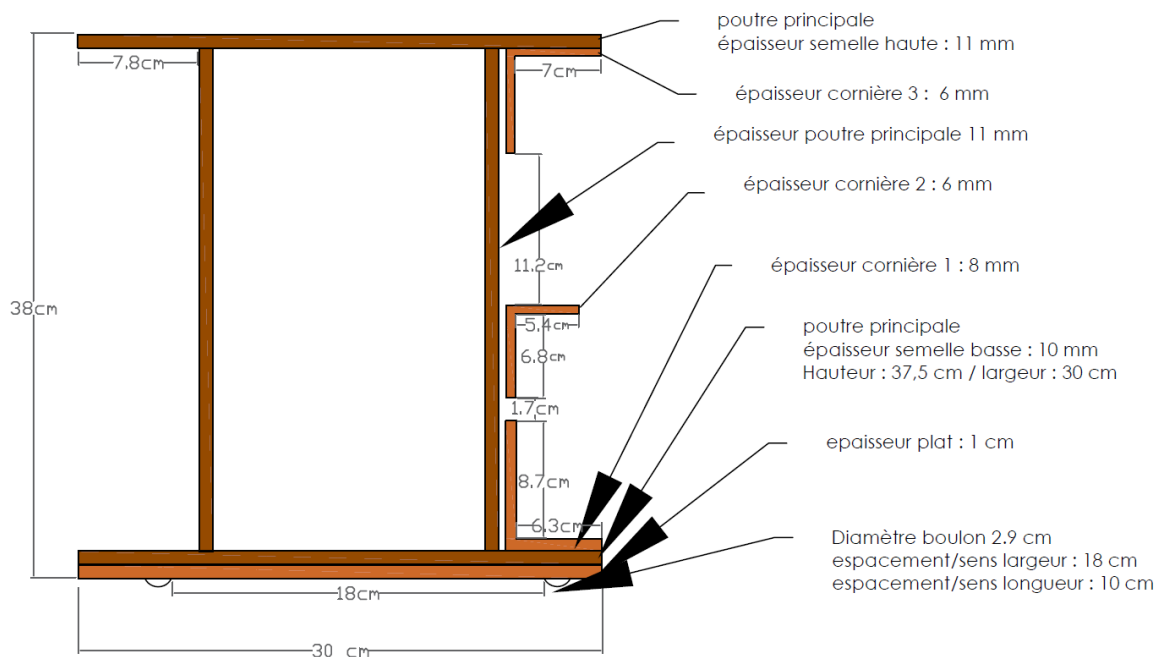 poutre principale
épaisseur semelle haute : 11 mm
7.8cm
7cm
épaisseur cornière 3 : 6 mm
épaisseur poutre principale 11 mm
épaisseur cornière 2 : 6 mm
11.2cm
épaisseur cornière 1 : 8 mm
38cm
5.4cm
poutre principale
épaisseur semelle basse : 10 mm
Hauteur : 37,5 cm / largeur : 30 cm
6.8cm
1.7cm
epaisseur plat : 1 cm
8.7cm
6.3cm
Diamètre boulon 2.9 cm
espacement/sens largeur : 18 cm
espacement/sens longueur : 10 cm
18cm
30 cm